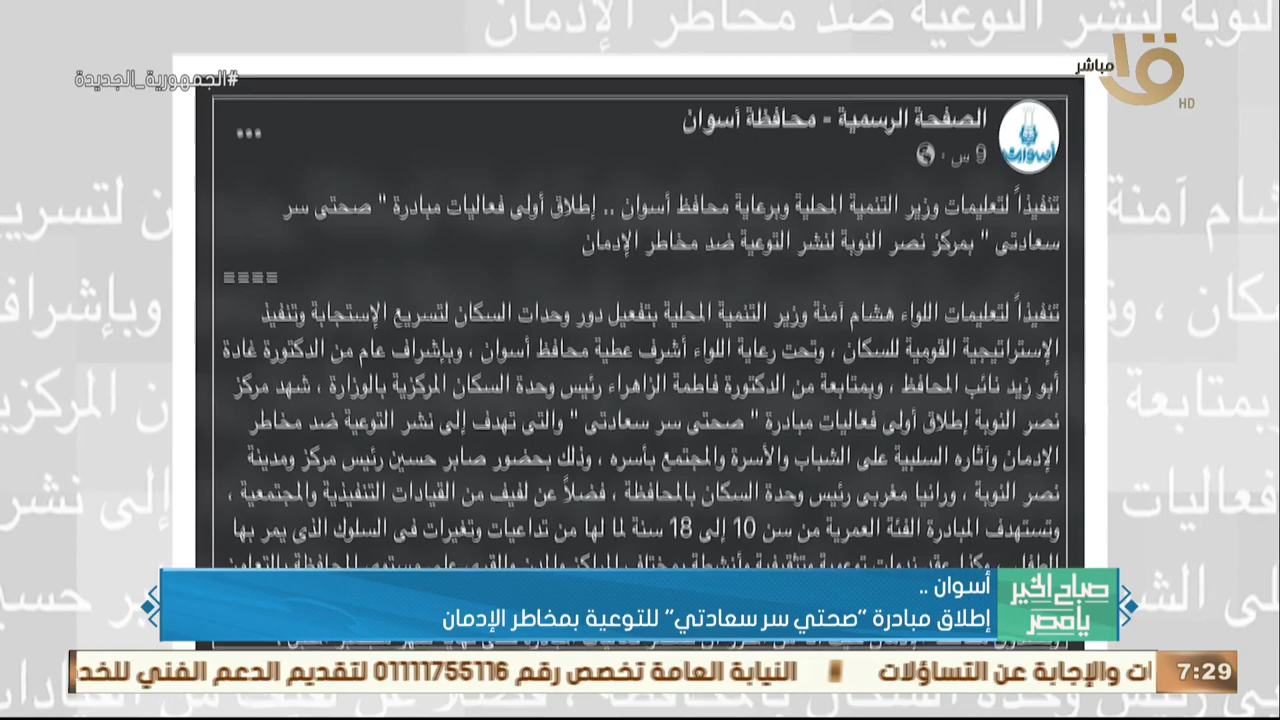 #الجمهورية_الجديدة
مباشر
HD
الصفحة الرسمية - محافظة أسوان
9 س ·
أسوان
تنفيذاً لتعليمات وزير التنمية المحلية وبرعاية محافظ أسوان .. إطلاق أولى فعاليات مبادرة " صحتى سر
سعادتى " بمركز نصر النوبة لنشر التوعية ضد مخاطر الإدمان
====
تنفيذاً لتعليمات اللواء هشام آمنة وزير التنمية المحلية بتفعيل دور وحدات السكان لتسريع الإستجابة وتنفيذ
الإستراتيجية القومية للسكان ، وتحت رعاية اللواء أشرف عطية محافظ أسوان ، وبإشراف عام من الدكتورة غادة
أبو زيد نائب المحافظ ، وبمتابعة من الدكتورة فاطمة الزاهراء رئيس وحدة السكان المركزية بالوزارة ، شهد مركز
نصر النوبة إطلاق أولى فعاليات مبادرة " صحتى سر سعادتى " والتى تهدف إلى نشر التوعية ضد مخاطر
الإدمان وآثاره السلبية على الشباب والأسرة والمجتمع بأسره ، وذلك بحضور صابر حسين رئيس مركز ومدينة
نصر النوبة ، ورانيا مغربى رئيس وحدة السكان بالمحافظة ، فضلاً عن لفيف من القيادات التنفيذية والمجتمعية ،
وتستهدف المبادرة الفئة العمرية من سن 10 إلى 18 سنة لما لها من تداعيات وتغيرات فى السلوك الذى يمر بها
صباح الخير
يا مصر
أسوان ..
إطلاق مبادرة "صحتي سر سعادتي" للتوعية بمخاطر الإدمان
7:29
ات والإجابة عن التساؤلات
النيابة العامة تخصص رقم 01111755116 لتقديم الدعم الفني للخد